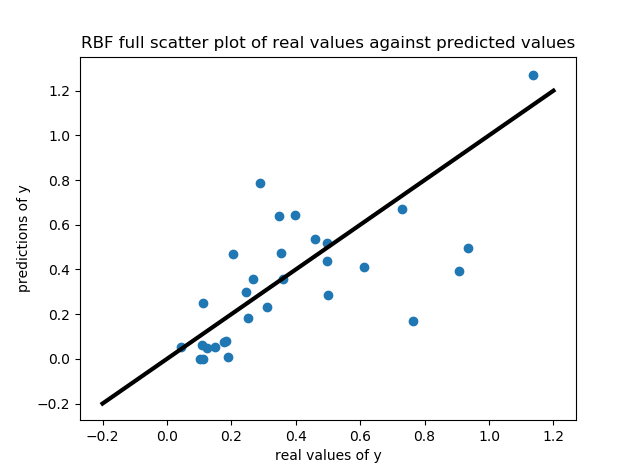 RBF full scatter plot of real values against predicted values
1.2
1.0
0.8
0.6
0.4
0.2
0.0
−0.2
predictions of y
−0.2 0.0 0.2 0.4 0.6 0.8 1.0 1.2
real values of y